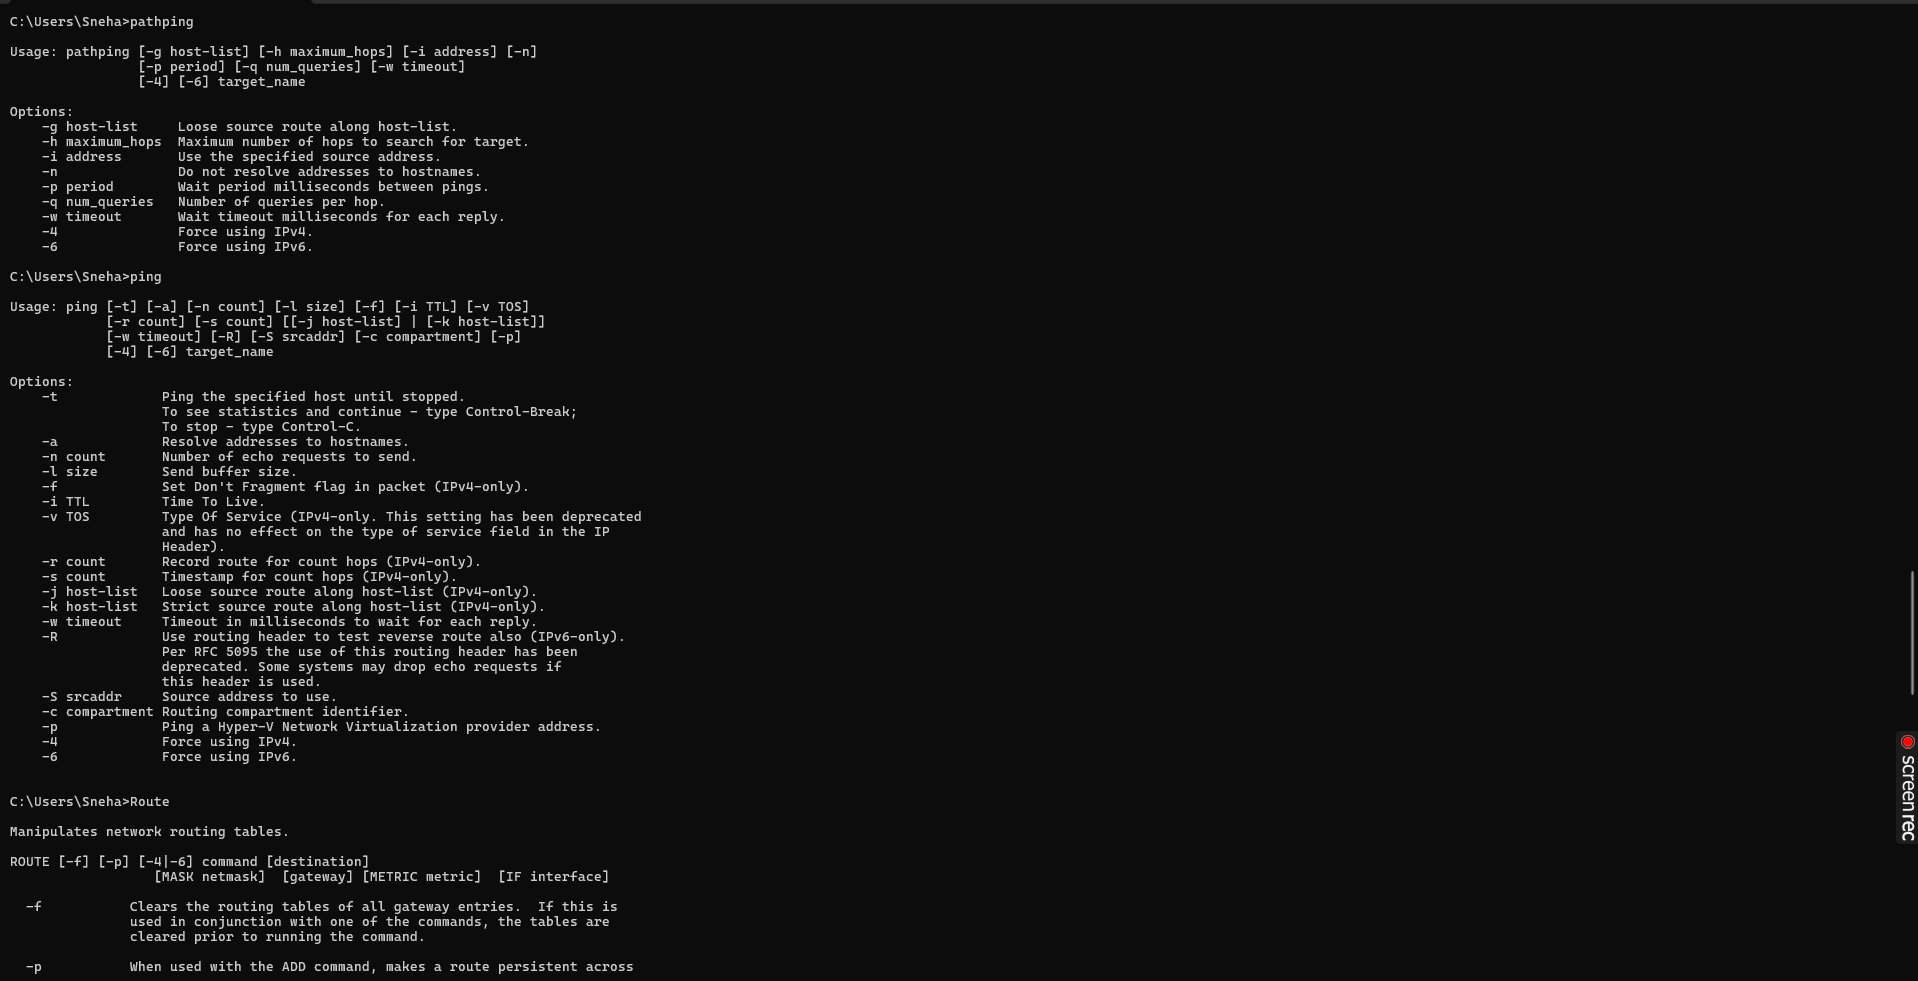 C:\Users\Sneha>pathping
Usage: pathping [-g host-list] [-h maximum_hops] [-i address] [-n]
[-p period] [-q num_queries] [-w timeout]
[-4] [-6] target_name
Options:
-g host-list Loose source route along host-list.
-h maximum_hops Maximum number of hops to search for target.
-i address Use the specified source address.
-n Do not resolve addresses to hostnames.
-p period Wait period milliseconds between pings.
-q num_queries Number of queries per hop.
-w timeout Wait timeout milliseconds for each reply.
-4 Force using IPv4.
-6 Force using IPv6.
C:\Users\Sneha>ping
Usage: ping [-t] [-a] [-n count] [-l size] [-f] [-i TTL] [-v TOS]
[-r count] [-s count] [[-j host-list] | [-k host-list]]
[-w timeout] [-R] [-S srcaddr] [-c compartment] [-p]
[-4] [-6] target_name
Options:
-t Ping the specified host until stopped.
To see statistics and continue - type Control-Break;
To stop - type Control-C.
-a Resolve addresses to hostnames.
-n count Number of echo requests to send.
-l size Send buffer size.
-f Set Don't Fragment flag in packet (IPv4-only).
-i TTL Time To Live.
-v TOS Type Of Service (IPv4-only. This setting has been deprecated
and has no effect on the type of service field in the IP
Header).
-r count Record route for count hops (IPv4-only).
-s count Timestamp for count hops (IPv4-only).
-j host-list Loose source route along host-list (IPv4-only).
-k host-list Strict source route along host-list (IPv4-only).
-w timeout Timeout in milliseconds to wait for each reply.
-R Use routing header to test reverse route also (IPv6-only).
Per RFC 5095 the use of this routing header has been
deprecated. Some systems may drop echo requests if
this header is used.
-S srcaddr Source address to use.
-c compartment Routing compartment identifier.
-p Ping a Hyper-V Network Virtualization provider address.
-4 Force using IPv4.
-6 Force using IPv6.
C:\Users\Sneha>Route
Manipulates network routing tables.
ROUTE [-f] [-p] [-4|-6] command [destination]
[MASK netmask] [gateway] [METRIC metric] [IF interface]
-f Clears the routing tables of all gateway entries. If this is
used in conjunction with one of the commands, the tables are
cleared prior to running the command.
-p When used with the ADD command, makes a route persistent across
screenrec